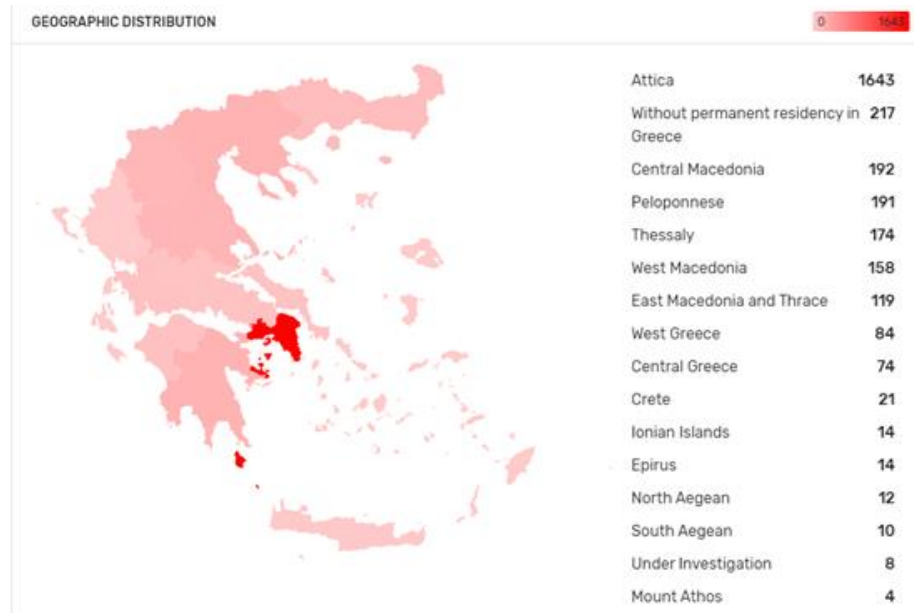 GEOGRAPHIC DISTRIBUTION
0 1643
Attica 1643
Without permanent residency in 217
Greece
Central Macedonia 192
Peloponnese 191
Thessaly 174
West Macedonia 158
East Macedonia and Thrace 119
West Greece 84
Central Greece 74
Crete 21
Ionian Islands 14
Epirus 14
North Aegean 12
South Aegean 10
Under Investigation 8
Mount Athos 4